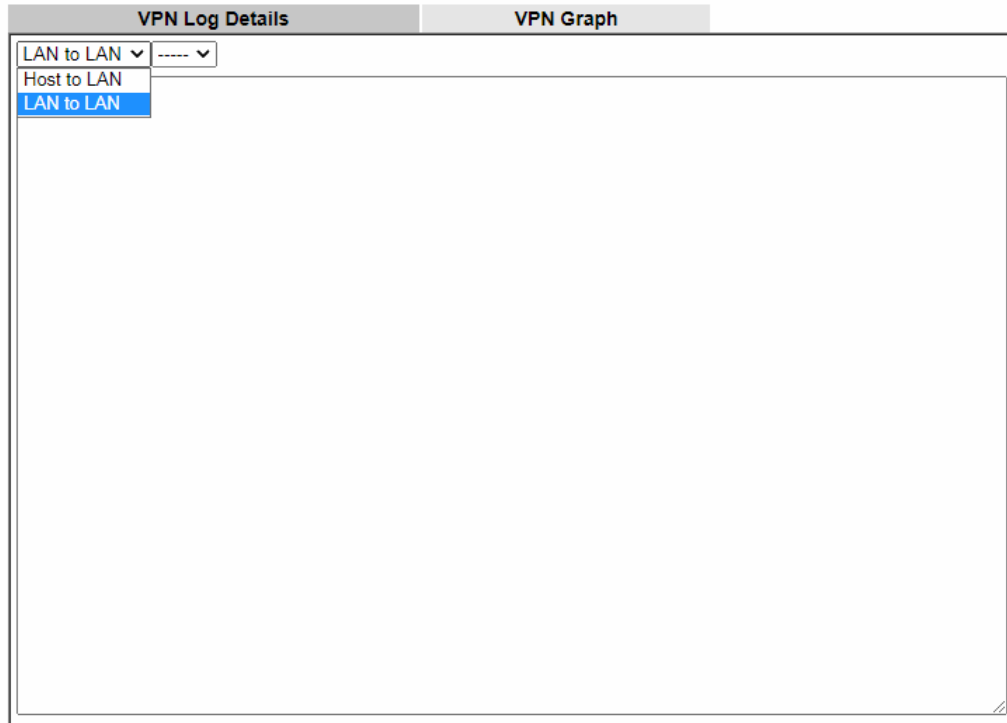 VPN Log Details VPN Graph
LAN to LAN -----
Host to LAN
LAN to LAN